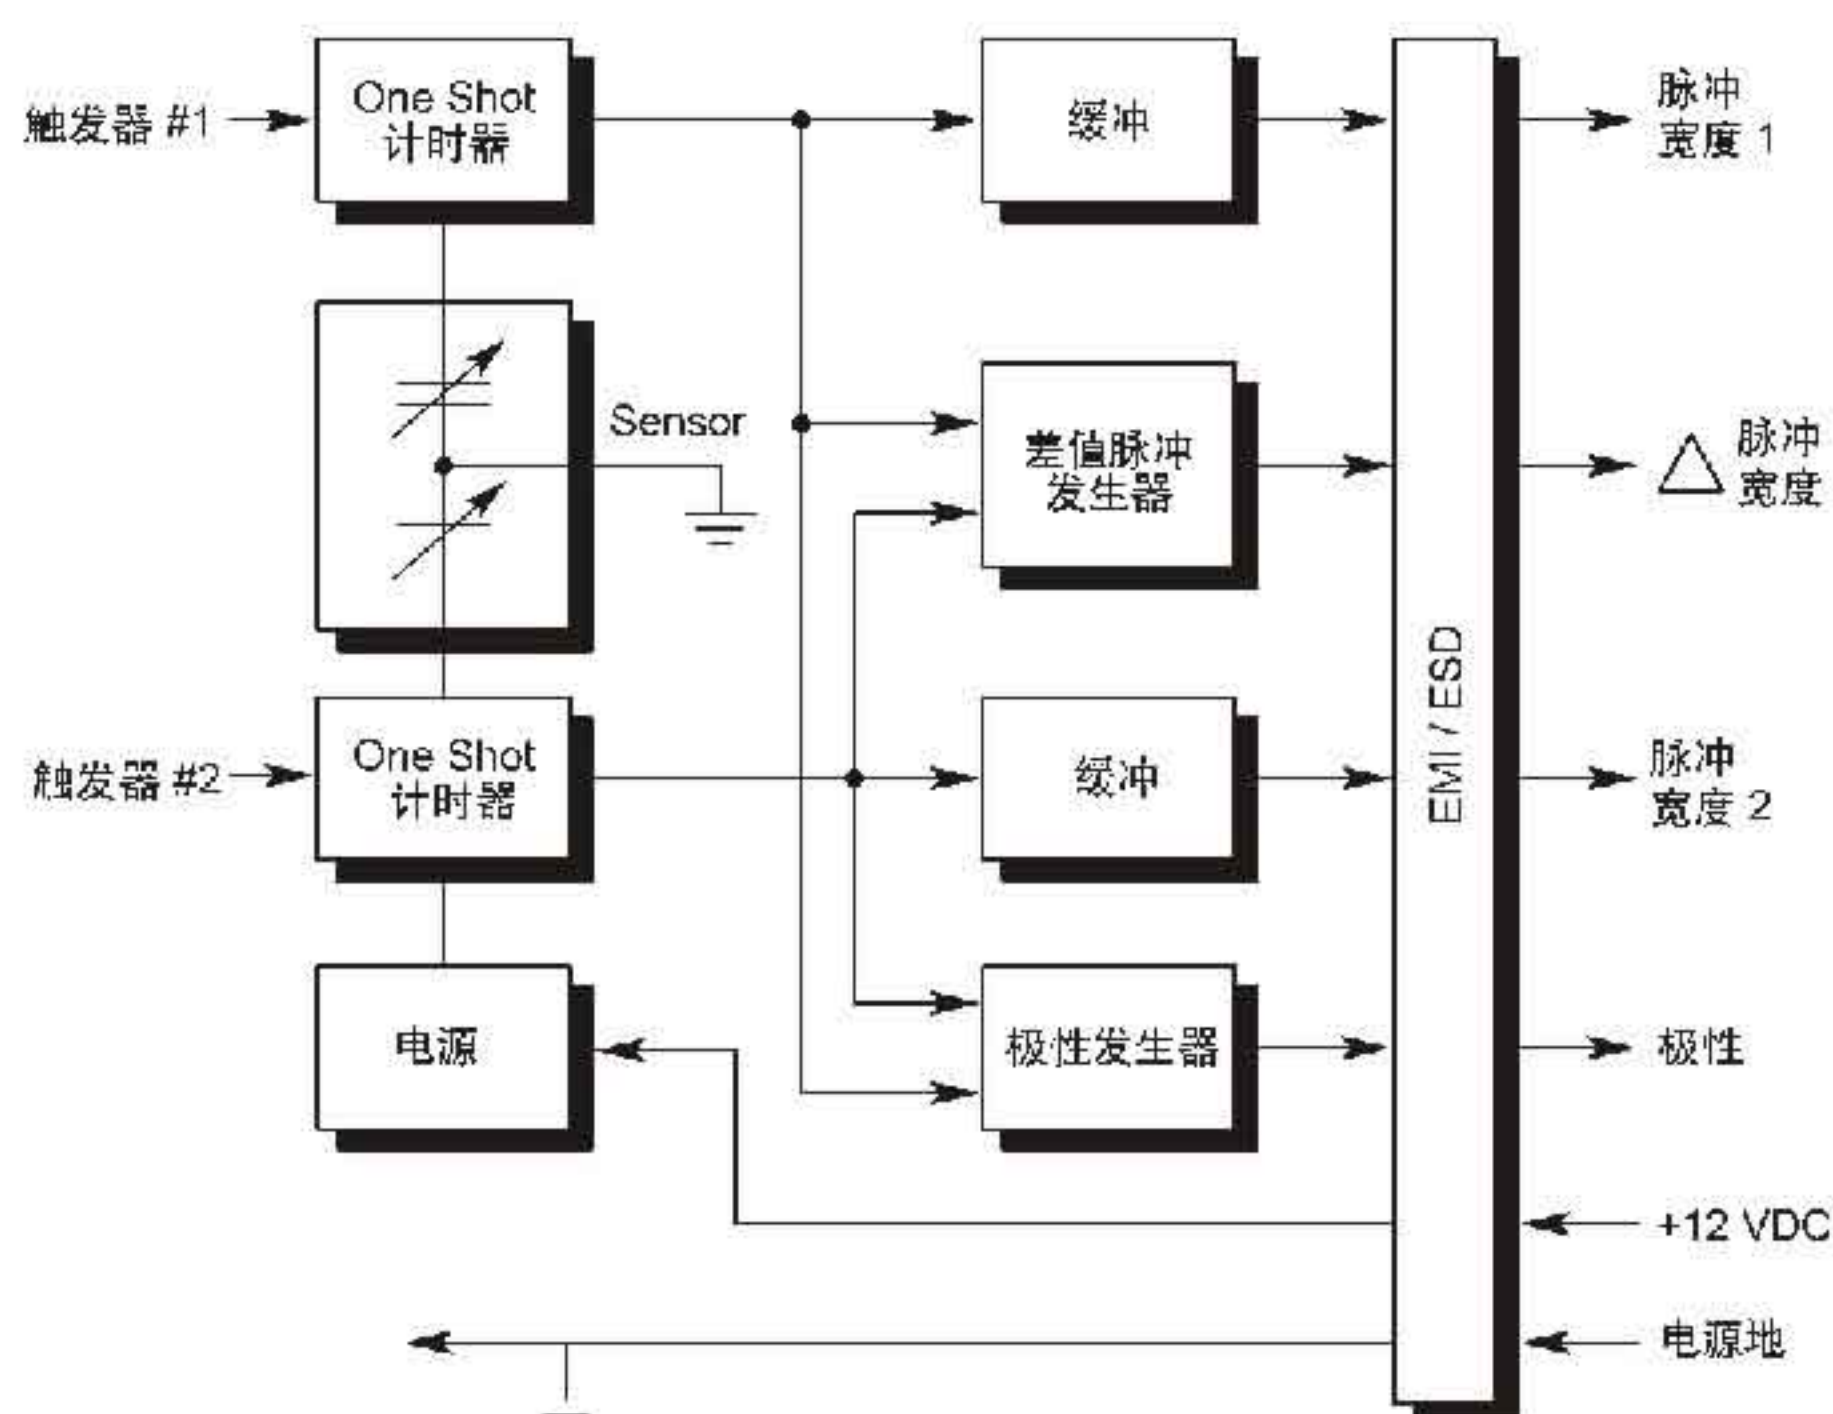 触发器 #1
One Shot
计时器
缓冲
脉冲
宽度 1
Sensor
差值脉冲
发生器
△ 脉冲
宽度
EMI / ESD
触发器 #2
One Shot
计时器
缓冲
脉冲
宽度 2
电源
极性发生器
极性
+12 VDC
电源地